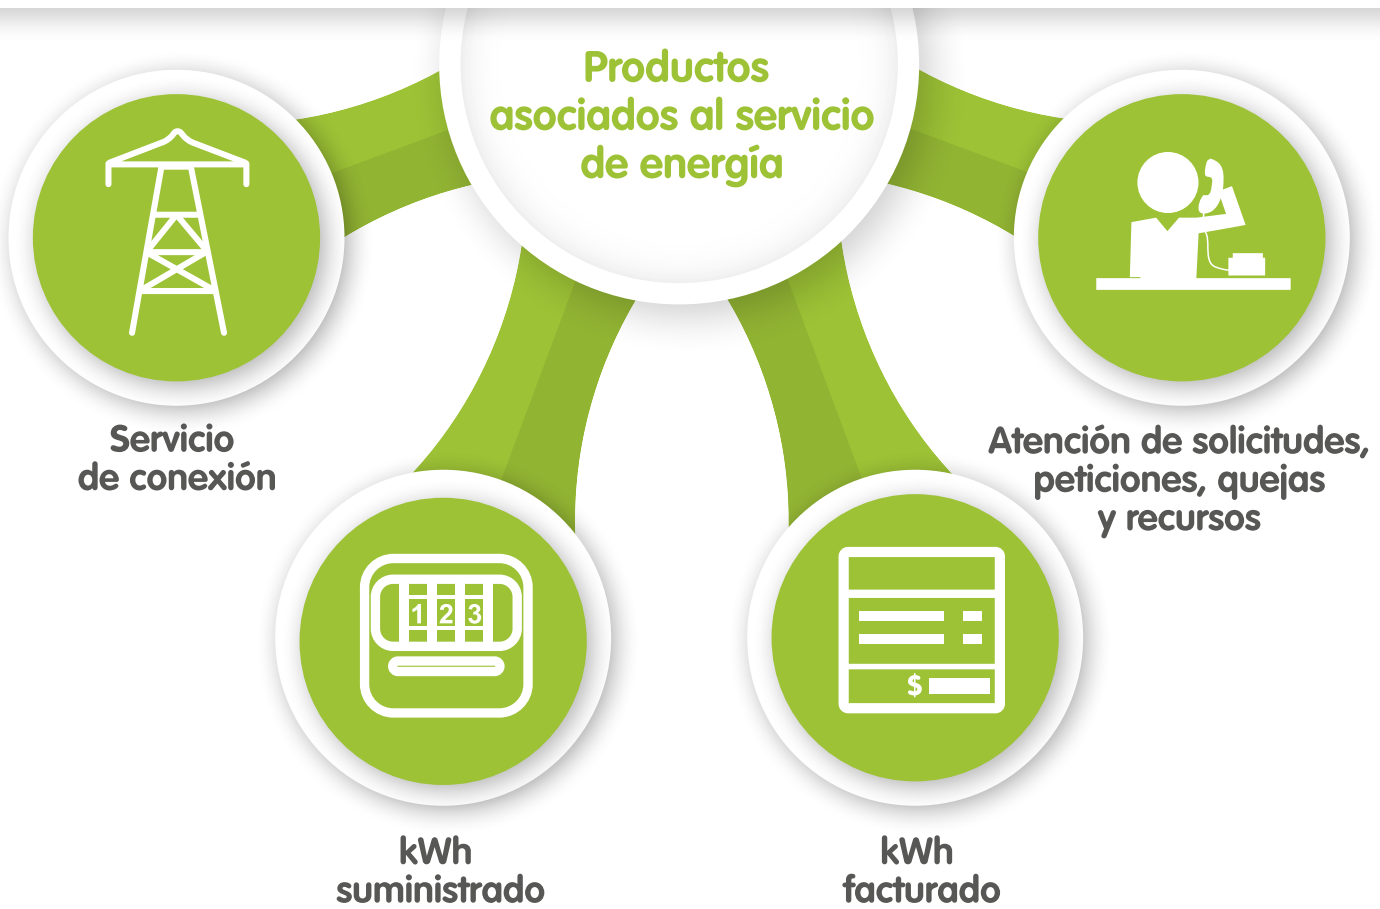 Productos
asociados al servicio
de energía
Servicio
de conexión
Atención de solicitudes,
peticiones, quejas
y recursos
1 2 3
$
kWh
suministrado
kWh
facturado